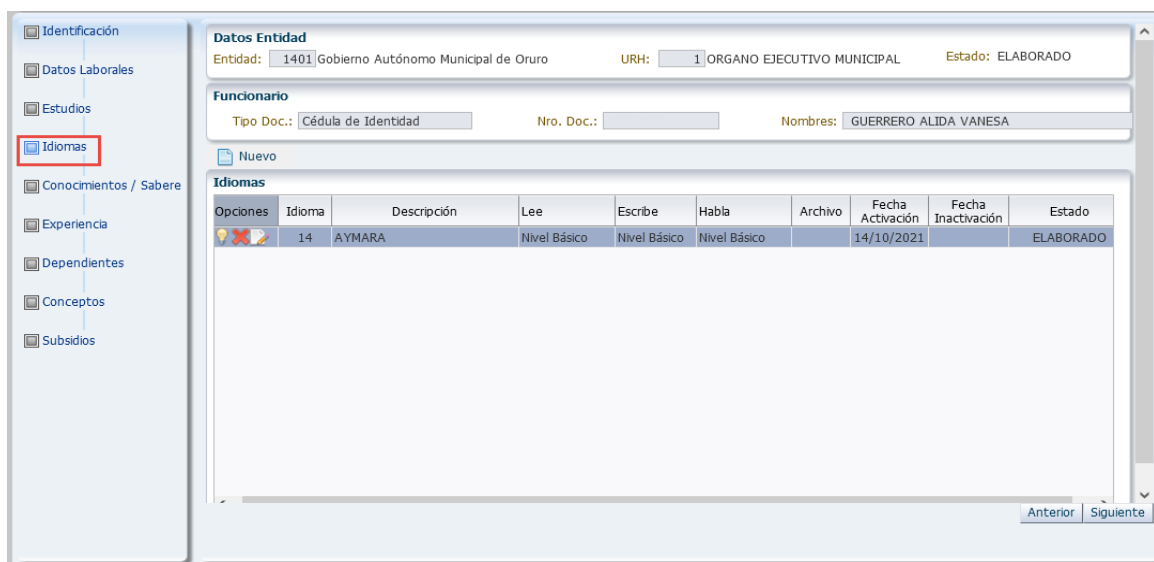 Identificación
Datos Laborales
Estudios
Idiomas
Conocimientos / Sabere
Experiencia
Dependientes
Conceptos
Subsidios
Datos Entidad
Entidad: 1401 Gobierno Autónomo Municipal de Oruro URH: 1 ORGANO EJECUTIVO MUNICIPAL Estado: ELABORADO
Funcionario
Tipo Doc.: Cédula de Identidad Nro. Doc.: Nombres: GUERRERO ALIDA VANESA
Nuevo
Idiomas
Opciones Idioma Descripción Lee Escribe Habla Archivo Fecha Activación Fecha Inactivación Estado
14 AYMARA Nivel Básico Nivel Básico Nivel Básico 14/10/2021 ELABORADO
Anterior Siguiente